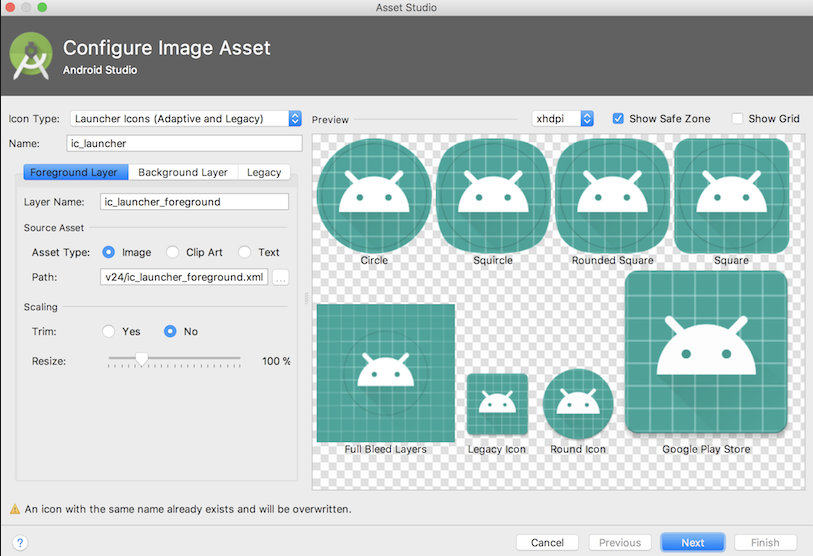 Asset Studio
Configure Image Asset
Android Studio
Icon Type: Launcher Icons (Adaptive and Legacy)
Name: ic_launcher
Foreground Layer Background Layer Legacy
Layer Name: ic_launcher_foreground
Source Asset
Asset Type: Image Clip Art Text
Path: v24/ic_launcher_foreground.xml ...
Scaling
Trim: Yes No
Resize: 100 %
Preview xhdpi Show Safe Zone Show Grid
Circle Squircle Rounded Square Square
Full Bleed Layers Legacy Icon Round Icon Google Play Store
An icon with the same name already exists and will be overwritten.
? Cancel Previous Next Finish